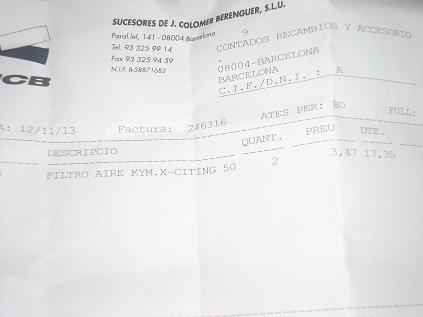 SUCESORES DE J. COLOMER BERENGUER, S.L.U.
Paral.lel, 141 - 08004 Barcelona
Tel. 93 325 99 14
Fax 93 325 94 59
N.I.F. B-58871682
CB
9
CONTADOS RECAMBIOS Y ACCESORIO
.
08004-BARCELONA
BARCELONA
C.I.F./D.N.I. : A
A: 12/11/13 Factura: 246316 ATES PER: BO FULL:
DESCRIPCIO QUANT. PREU DTE.
FILTRO AIRE KYM.X-CITING 50 2 3,47 17,35